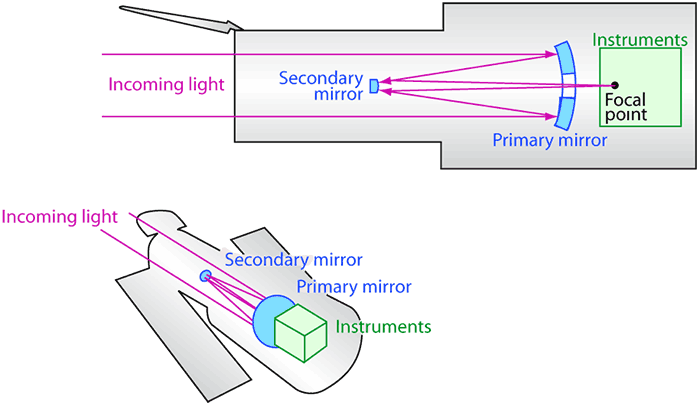 Instruments
Incoming light
Secondary
mirror
Focal
point
Primary mirror
Incoming light
Secondary mirror
Primary mirror
Instruments